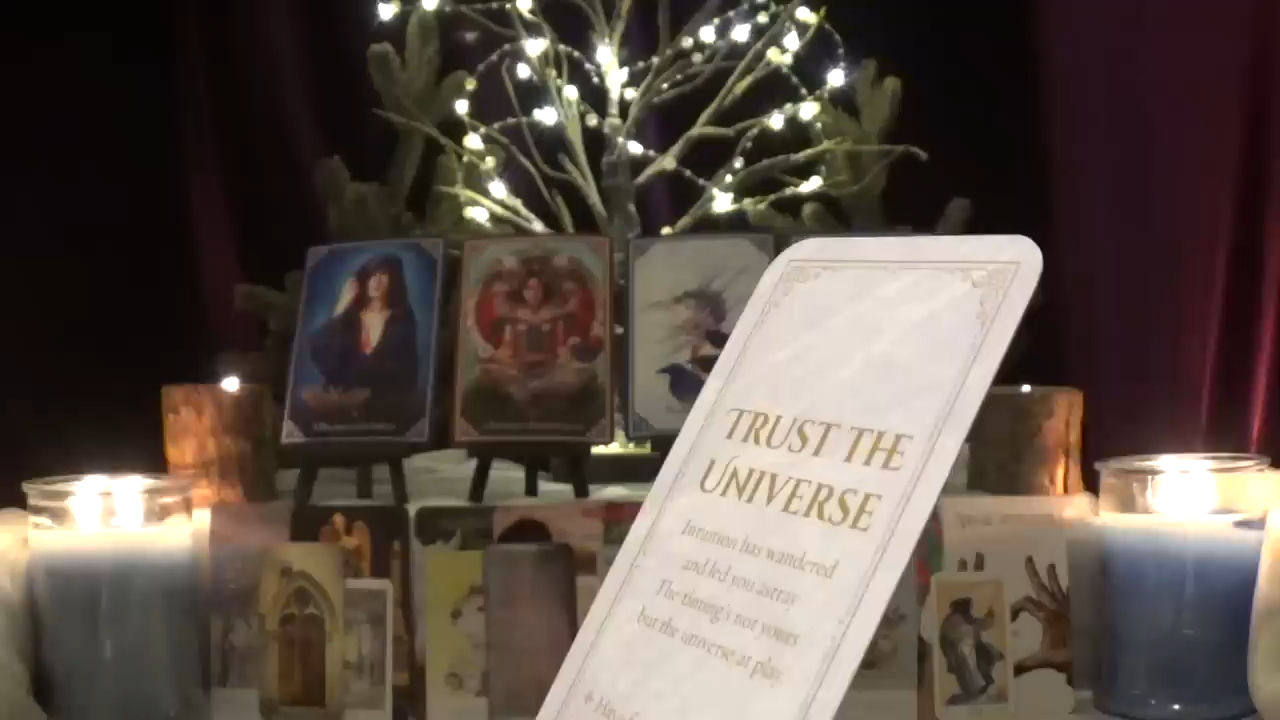 TRUST THE
UNIVERSE
Intuition has wandered
and led you astray
The timing's not yours
but the universe at play
+ Have